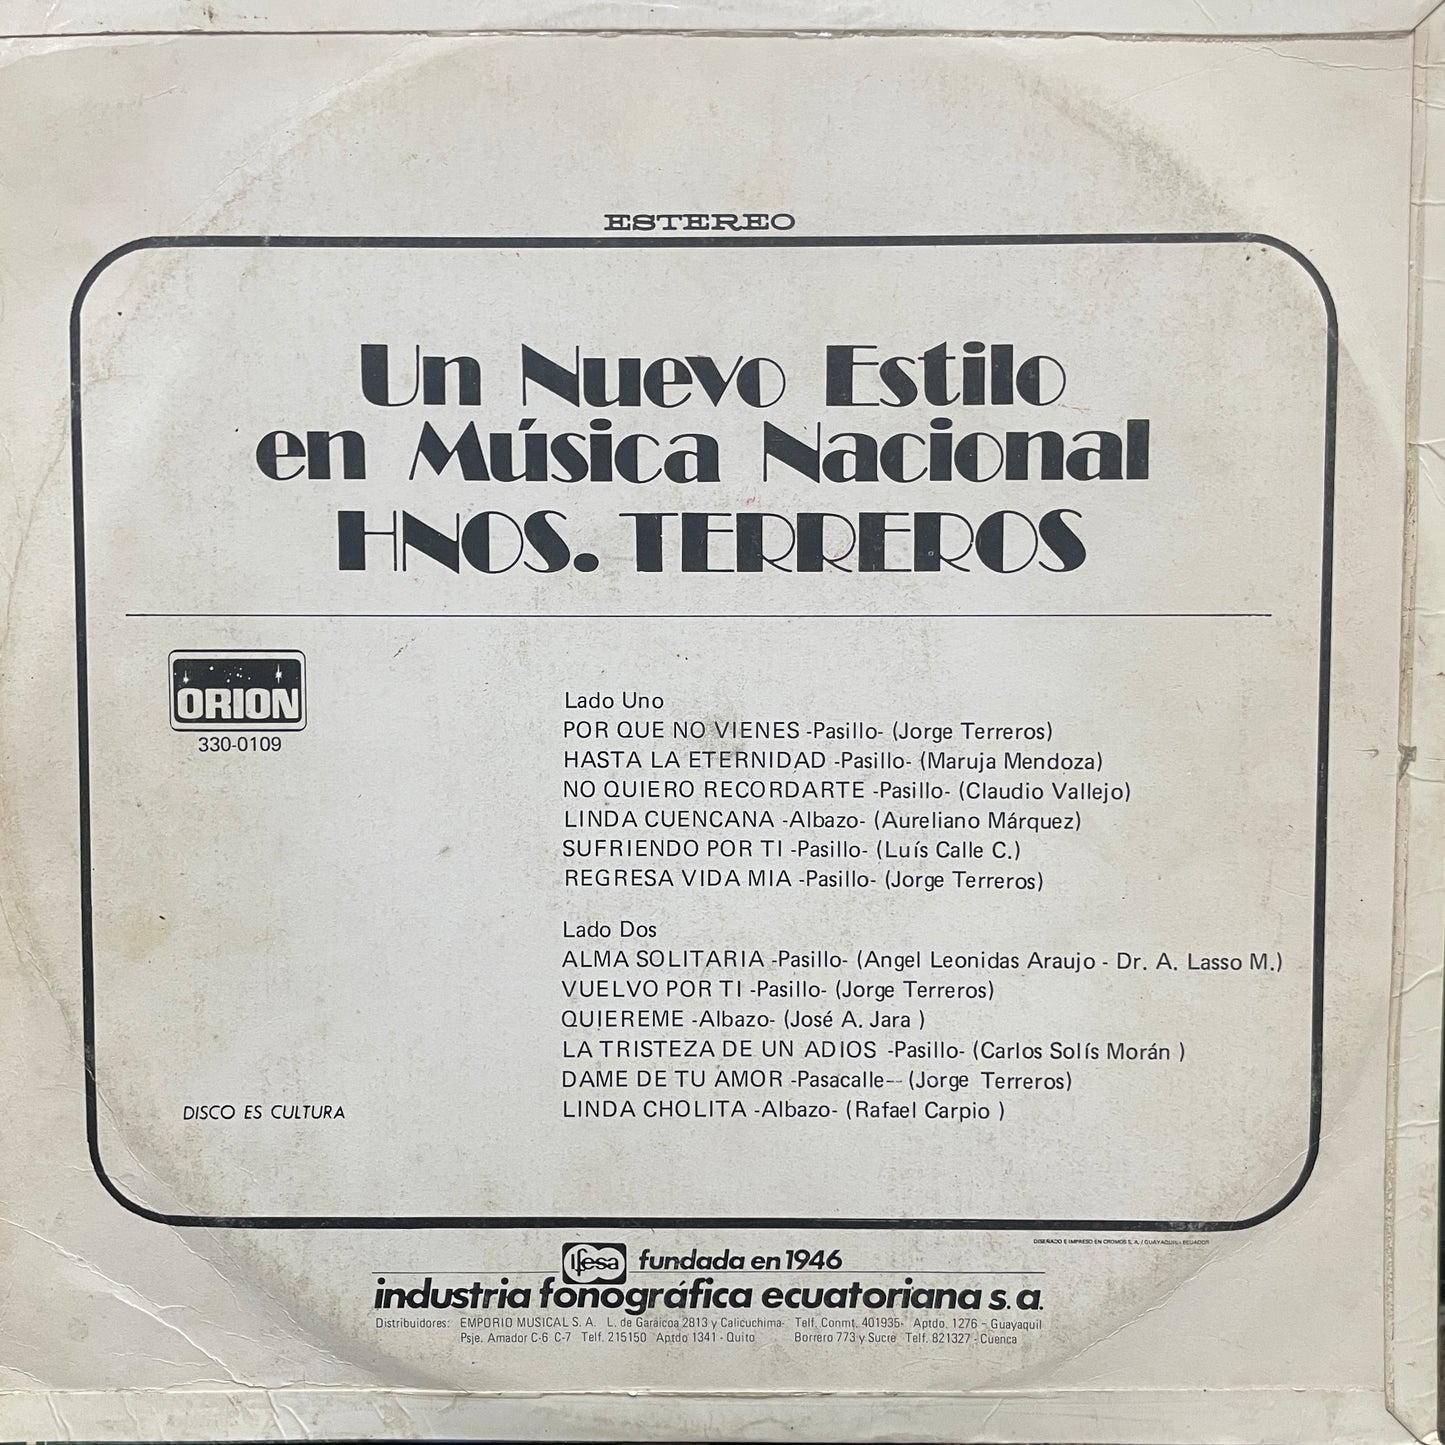 ESTEREO
Un Nuevo Estilo
en Música Nacional
HNOS. TERREROS
ORION
330-0109
Lado Uno
POR QUE NO VIENES -Pasillo- (Jorge Terreros)
HASTA LA ETERNIDAD -Pasillo- (Maruja Mendoza)
NO QUIERO RECORDARTE -Pasillo- (Claudio Vallejo)
LINDA CUENCANA -Albazo- (Aureliano Márquez)
SUFRIENDO POR TI -Pasillo- (Luís Calle C.)
REGRESA VIDA MIA -Pasillo- (Jorge Terreros)
Lado Dos
ALMA SOLITARIA -Pasillo- (Angel Leonidas Araujo - Dr. A. Lasso M.)
VUELVO POR TI -Pasillo- (Jorge Terreros)
QUIEREME -Albazo- (José A. Jara )
LA TRISTEZA DE UN ADIOS -Pasillo- (Carlos Solís Morán )
DAME DE TU AMOR -Pasacalle-- (Jorge Terreros)
LINDA CHOLITA -Albazo- (Rafael Carpio )
DISCO ES CULTURA
DISEÑADO E IMPRESO EN CROMOS S. A. / GUAYAQUIL - ECUADOR
ifesa fundada en 1946
industria fonográfica ecuatoriana s. a.
Distribuidores: EMPORIO MUSICAL S. A. L. de Garaicoa 2813 y Calicuchima- Telf. Conmt. 401935- Aptdo. 1276 - Guayaquil
Psje. Amador C-6 C-7 Telf. 215150 Aptdo 1341 - Quito Borrero 773 y Sucre Telf. 821327 - Cuenca